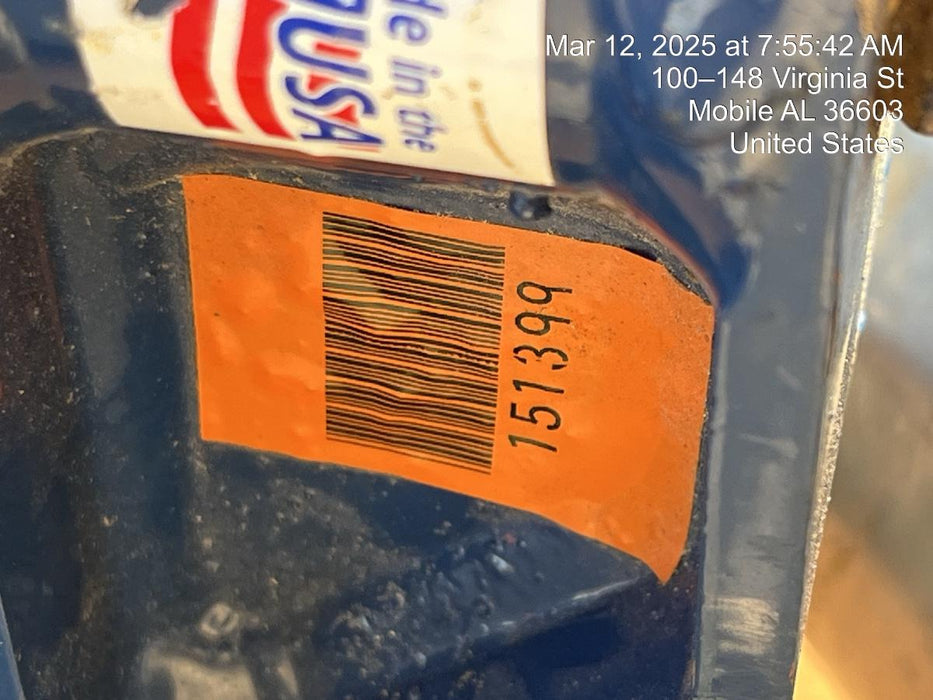 Mar 12, 2025 at 7:55:42 AM
100–148 Virginia St
Mobile AL 36603
United States
in the
USA
151399